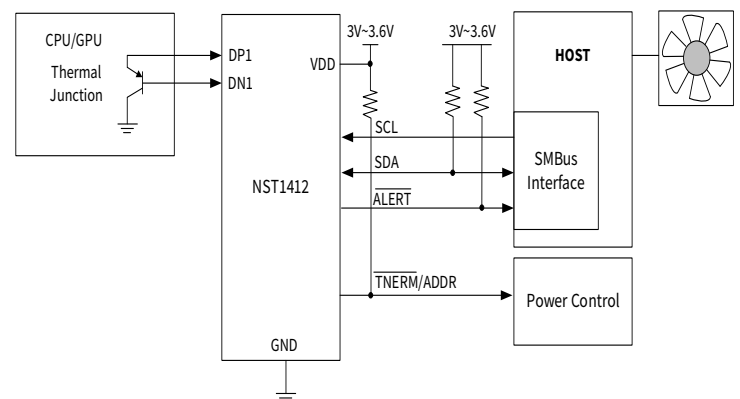 CPU/GPU
Thermal
Junction
DP1
DN1
VDD
NST1412
GND
3V~3.6V
3V~3.6V
SCL
SDA
ALERT
TNERM/ADDR
HOST
SMBus
Interface
Power Control